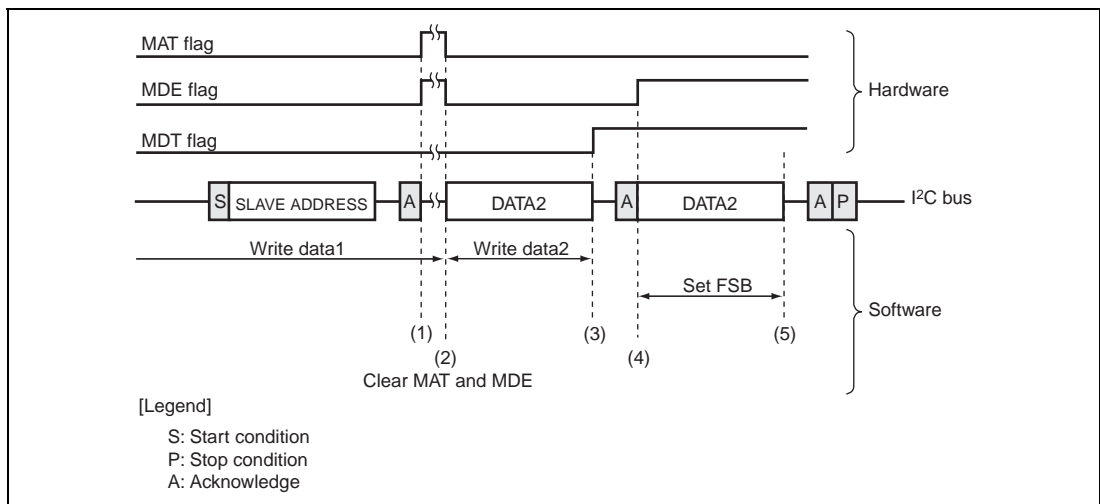 MAT flag
MDE flag
Hardware
MDT flag
S SLAVE ADDRESS A DATA2 A DATA2 A P I²C bus
Write data1 Write data2
Set FSB
Software
(1) (3) (5)
(2) (4)
Clear MAT and MDE
[Legend]
S: Start condition
P: Stop condition
A: Acknowledge